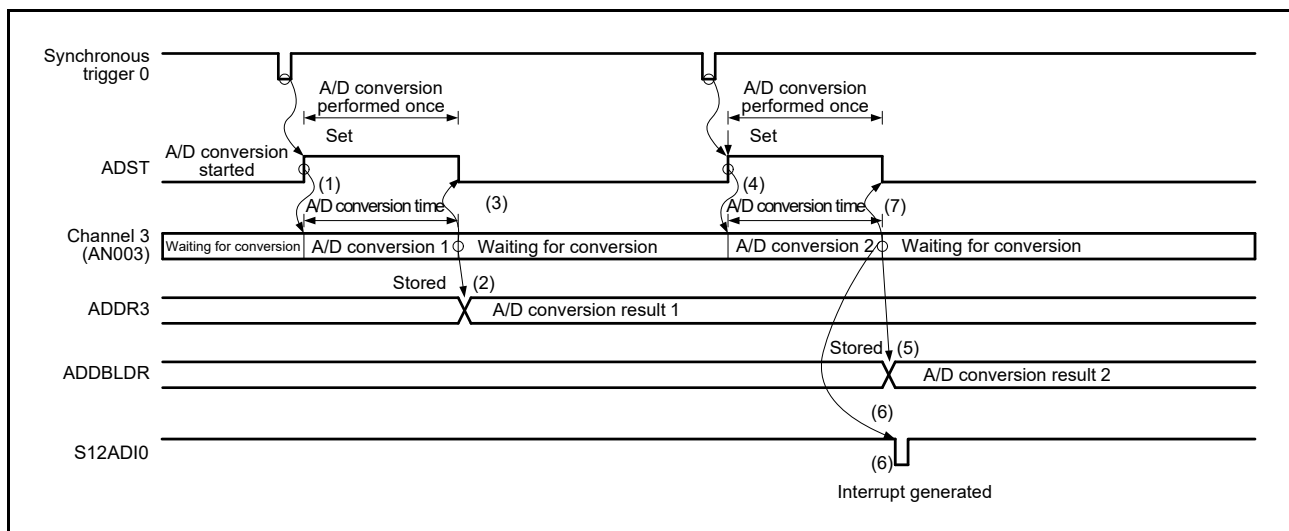 Synchronous
trigger 0
A/D conversion
performed once
A/D conversion
performed once
Set
Set
ADST
A/D conversion
started
(1)
(3)
(4)
(7)
A/D conversion time
A/D conversion time
Channel 3
(AN003)
Waiting for conversion
A/D conversion 1
Waiting for conversion
A/D conversion 2
Waiting for conversion
Stored
(2)
ADDR3
A/D conversion result 1
Stored
(5)
ADDBLDR
A/D conversion result 2
(6)
S12ADI0
(6)
Interrupt generated